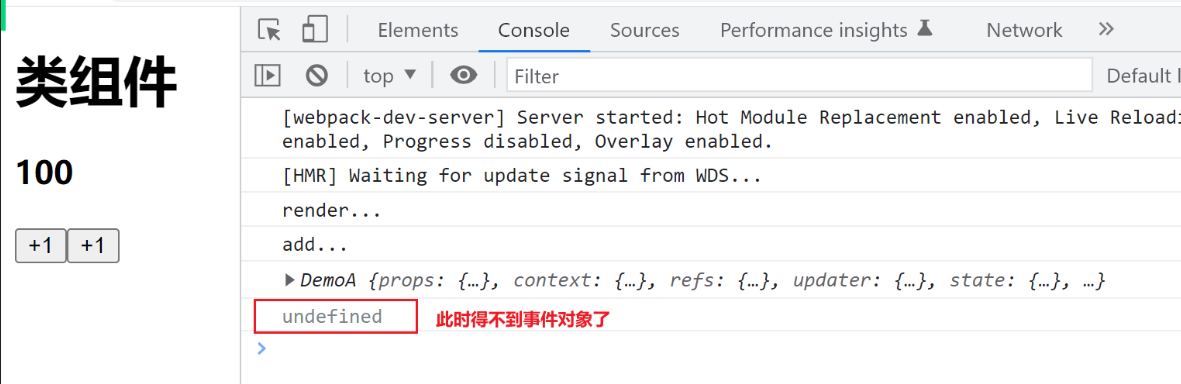 类组件
100
+1 +1
Elements Console Sources Performance insights Network
top Filter Default
[webpack-dev-server] Server started: Hot Module Replacement enabled, Live
enabled, Progress disabled, Overlay enabled.
[HMR] Waiting for update signal from WDS...
render...
add...
DemoA {props: {…}, context: {…}, refs: {…}, updater: {…}, state: {…}, …}
undefined 此时得不到事件对象了